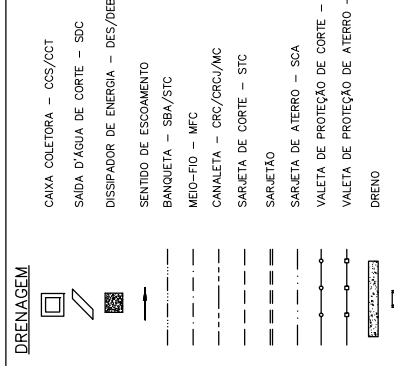 DRENAGEM
CAIXA COLETORA - CCS/CCT
SAÍDA D'ÁGUA DE CORTE - SDC
DISSIPADOR DE ENERGIA - DES/DEB
SENTIDO DE ESCOAMENTO
BANQUETA - SBA/STC
MEIO-FIO - MFC
CANALETA - CRC/CRCJ/MC
SARJETA DE CORTE - STC
SARJETÃO
SARJETA DE ATERRO - SCA
VALETA DE PROTEÇÃO DE CORTE -
VALETA DE PROTEÇÃO DE ATERRO -
DRENO